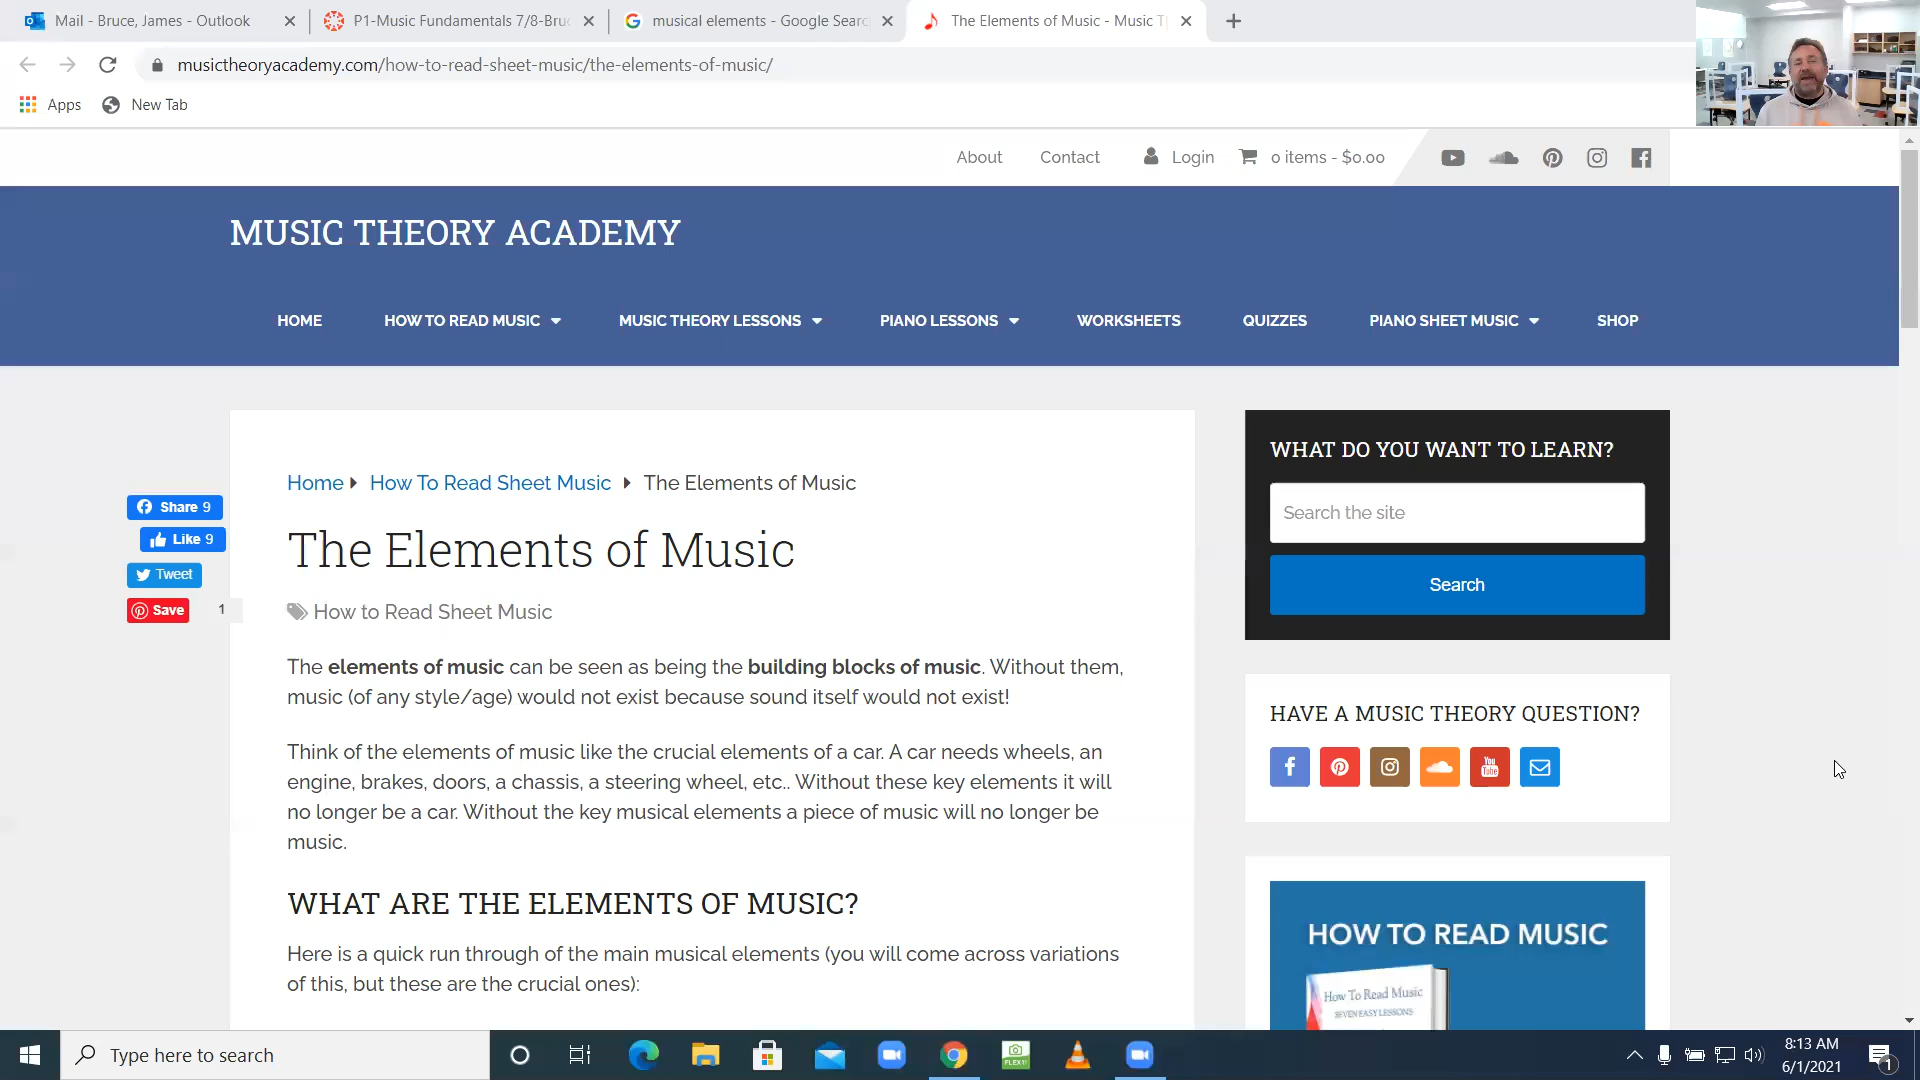 Mail - Bruce, James - Outlook
P1-Music Fundamentals 7/8-Bruc
musical elements - Google Searc
The Elements of Music - Music T
musictheoryacademy.com/how-to-read-sheet-music/the-elements-of-music/
Apps
New Tab
About
Contact
Login
0 items - $0.00
MUSIC THEORY ACADEMY
HOME
HOW TO READ MUSIC
MUSIC THEORY LESSONS
PIANO LESSONS
WORKSHEETS
QUIZZES
PIANO SHEET MUSIC
SHOP
Share 9
Like 9
Tweet
Save
1
Home
How To Read Sheet Music
The Elements of Music
The Elements of Music
How to Read Sheet Music
The elements of music can be seen as being the building blocks of music. Without them,
music (of any style/age) would not exist because sound itself would not exist!
Think of the elements of music like the crucial elements of a car. A car needs wheels, an
engine, brakes, doors, a chassis, a steering wheel, etc.. Without these key elements it will
no longer be a car. Without the key musical elements a piece of music will no longer be
music.
WHAT ARE THE ELEMENTS OF MUSIC?
Here is a quick run through of the main musical elements (you will come across variations
of this, but these are the crucial ones):
WHAT DO YOU WANT TO LEARN?
Search the site
Search
HAVE A MUSIC THEORY QUESTION?
You
Tube
HOW TO READ MUSIC
How To Read Music
SEVEN EASY LESSONS
Type here to search
FLEX11
8:13 AM
6/1/2021
1